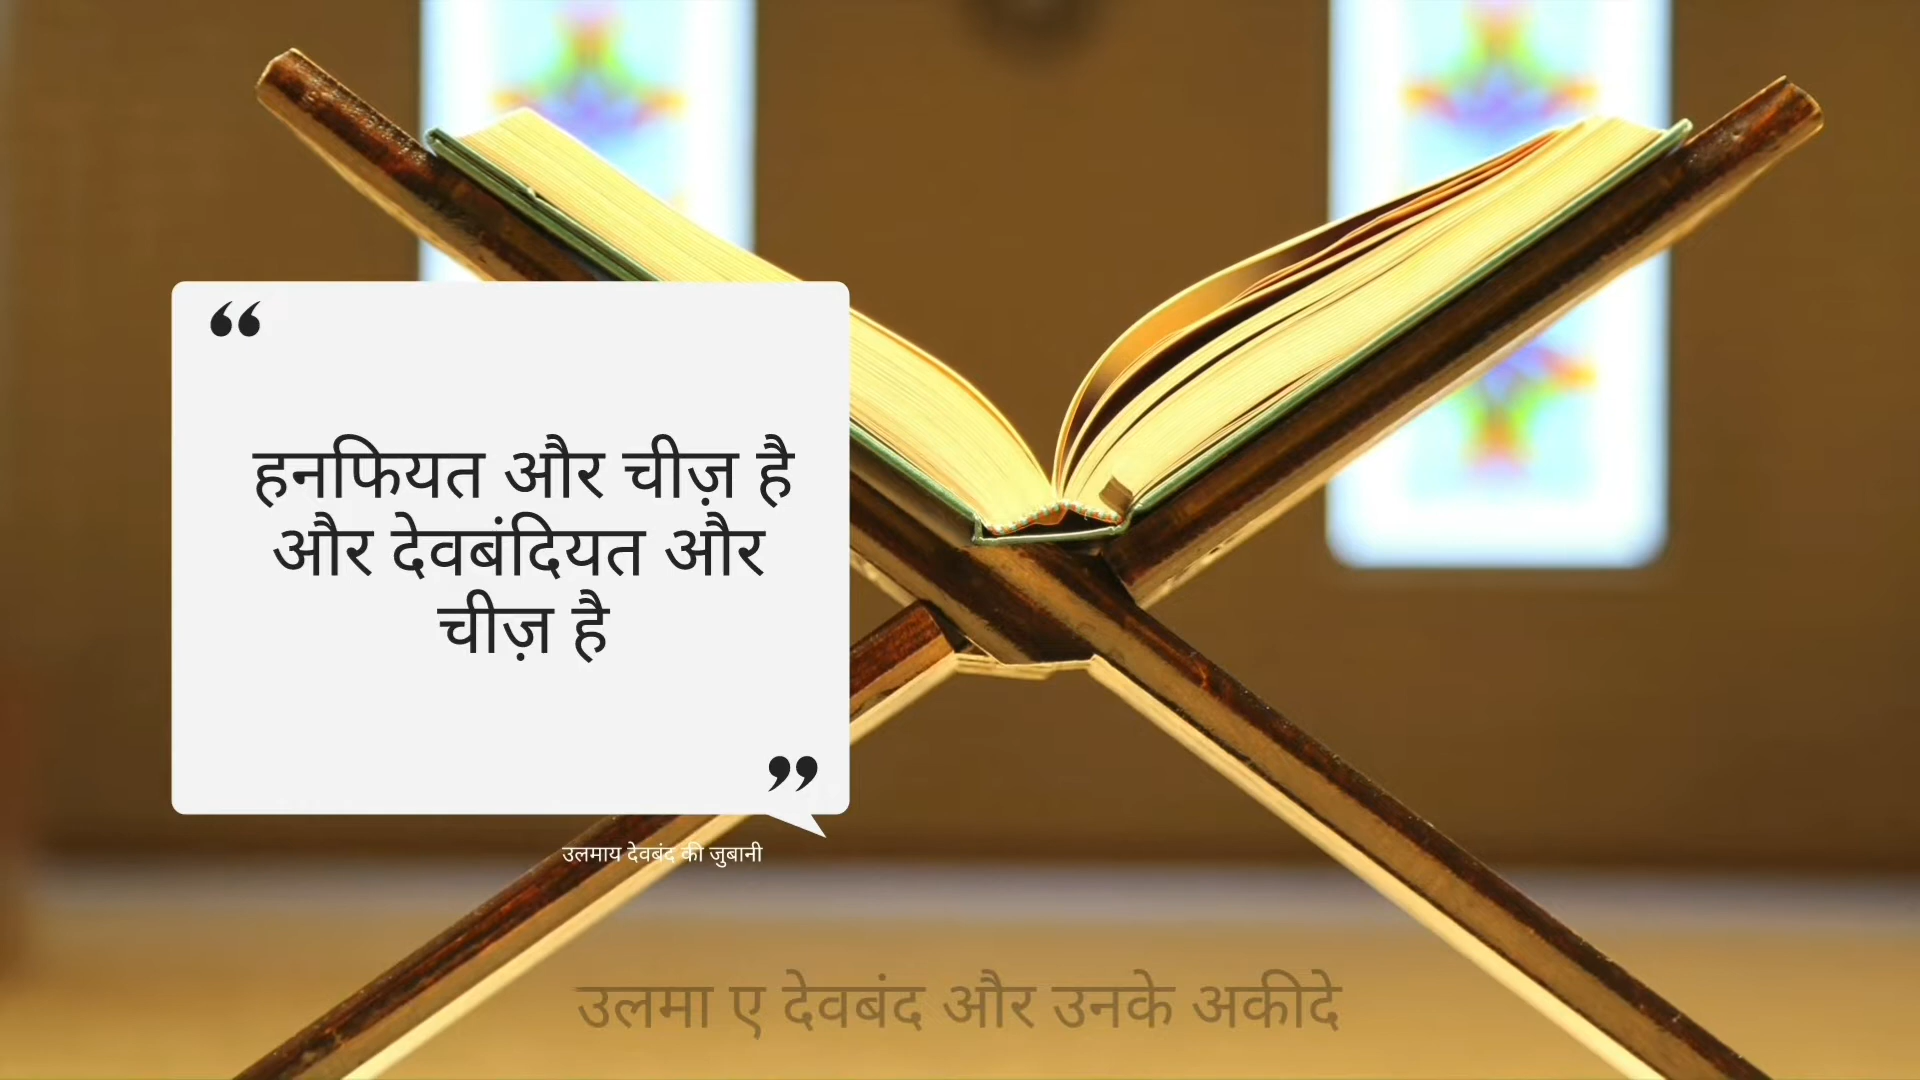 “
हनफियत और चीज़ है
और देवबंदियत और
चीज़ है
”
उलमाय देवबंद की जुबानी
उलमा ए देवबंद और उनके अकीदे